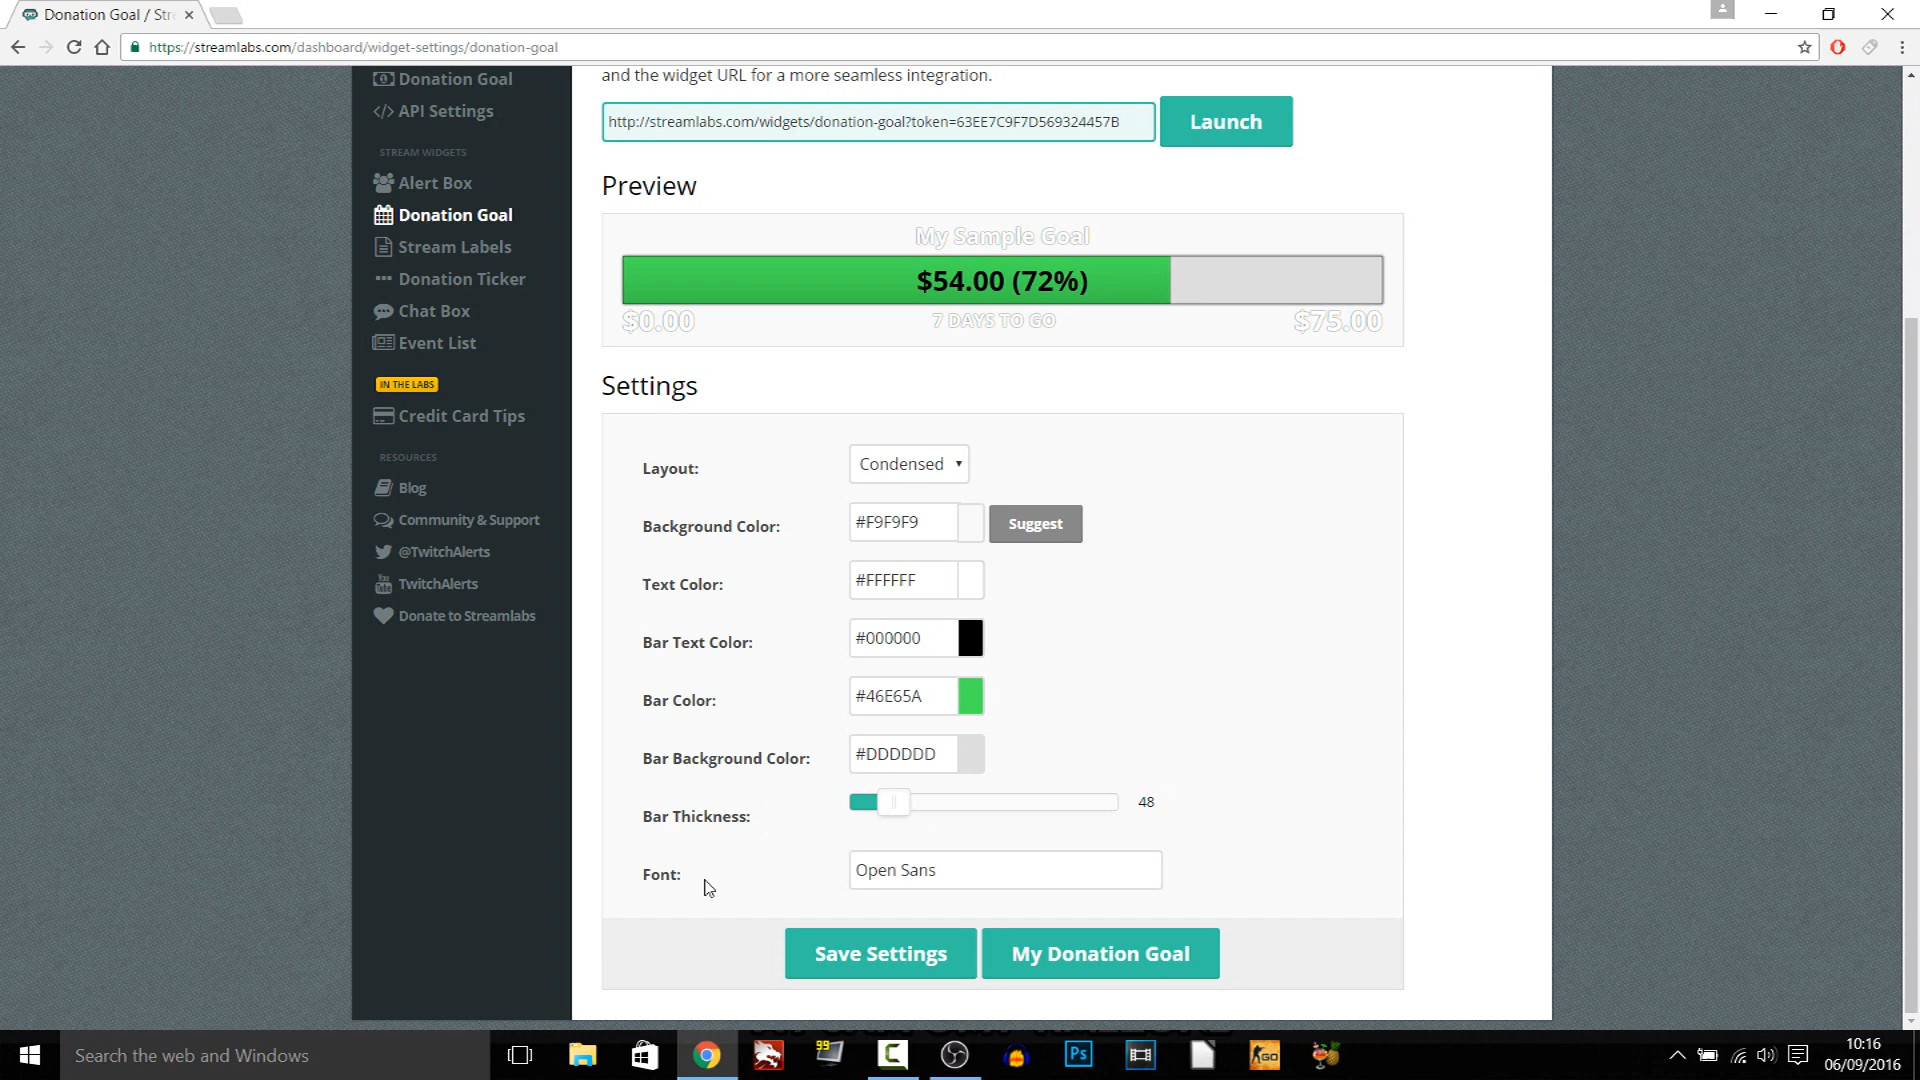 Donation Goal / Str
https://streamlabs.com/dashboard/widget-settings/donation-goal
Donation Goal
API Settings
STREAM WIDGETS
Alert Box
Donation Goal
Stream Labels
Donation Ticker
Chat Box
Event List
IN THE LABS
Credit Card Tips
RESOURCES
Blog
Community & Support
@TwitchAlerts
TwitchAlerts
Donate to Streamlabs
and the widget URL for a more seamless integration.
http://streamlabs.com/widgets/donation-goal?token=63EE7C9F7D569324457B
Launch
Preview
My Sample Goal
$54.00 (72%)
$0.00 7 DAYS TO GO $75.00
Settings
Layout: Condensed
Background Color: #F9F9F9 Suggest
Text Color: #FFFFFF
Bar Text Color: #000000
Bar Color: #46E65A
Bar Background Color: #DDDDDD
Bar Thickness: 48
Font: Open Sans
Save Settings My Donation Goal
Search the web and Windows
99
Ps
GO
10:16
06/09/2016